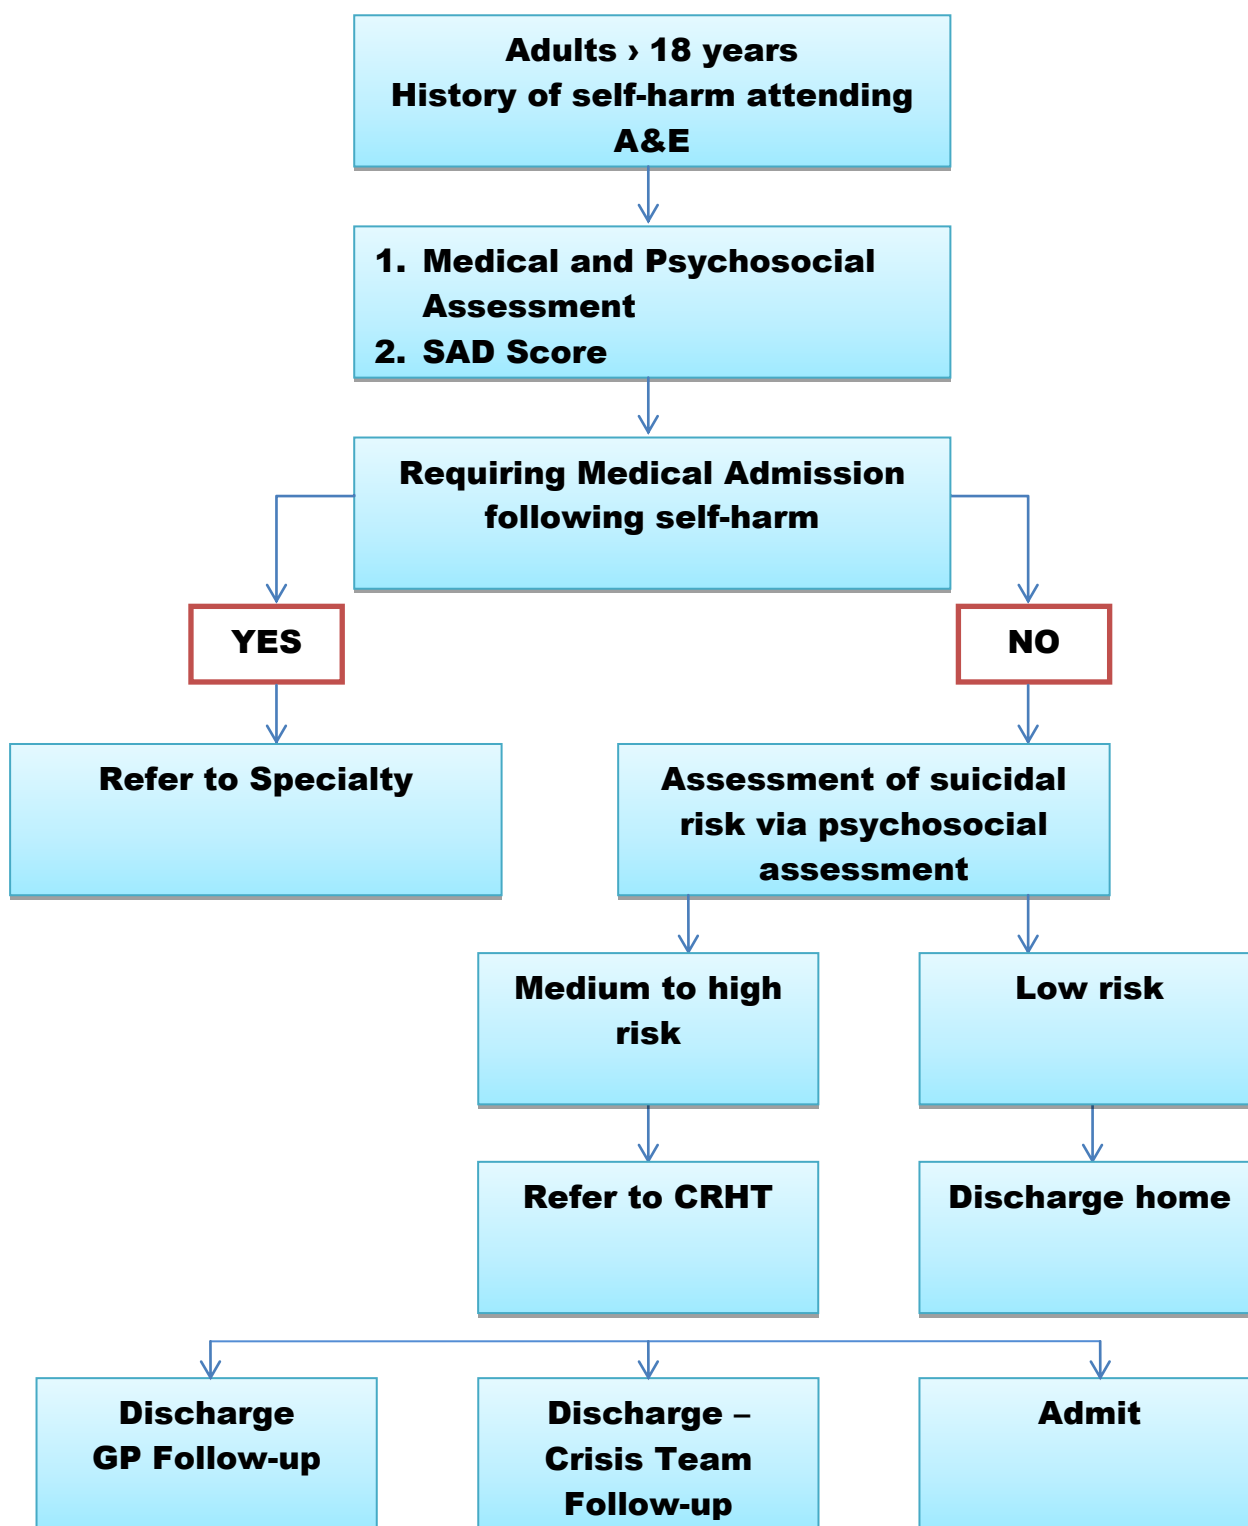 Adults › 18 years
History of self-harm attending
A&E
1. Medical and Psychosocial
Assessment
2. SAD Score
Requiring Medical Admission
following self-harm
YES
NO
Refer to Specialty
Assessment of suicidal
risk via psychosocial
assessment
Medium to high
risk
Low risk
Refer to CRHT
Discharge home
Discharge
GP Follow-up
Discharge –
Crisis Team
Follow-up
Admit